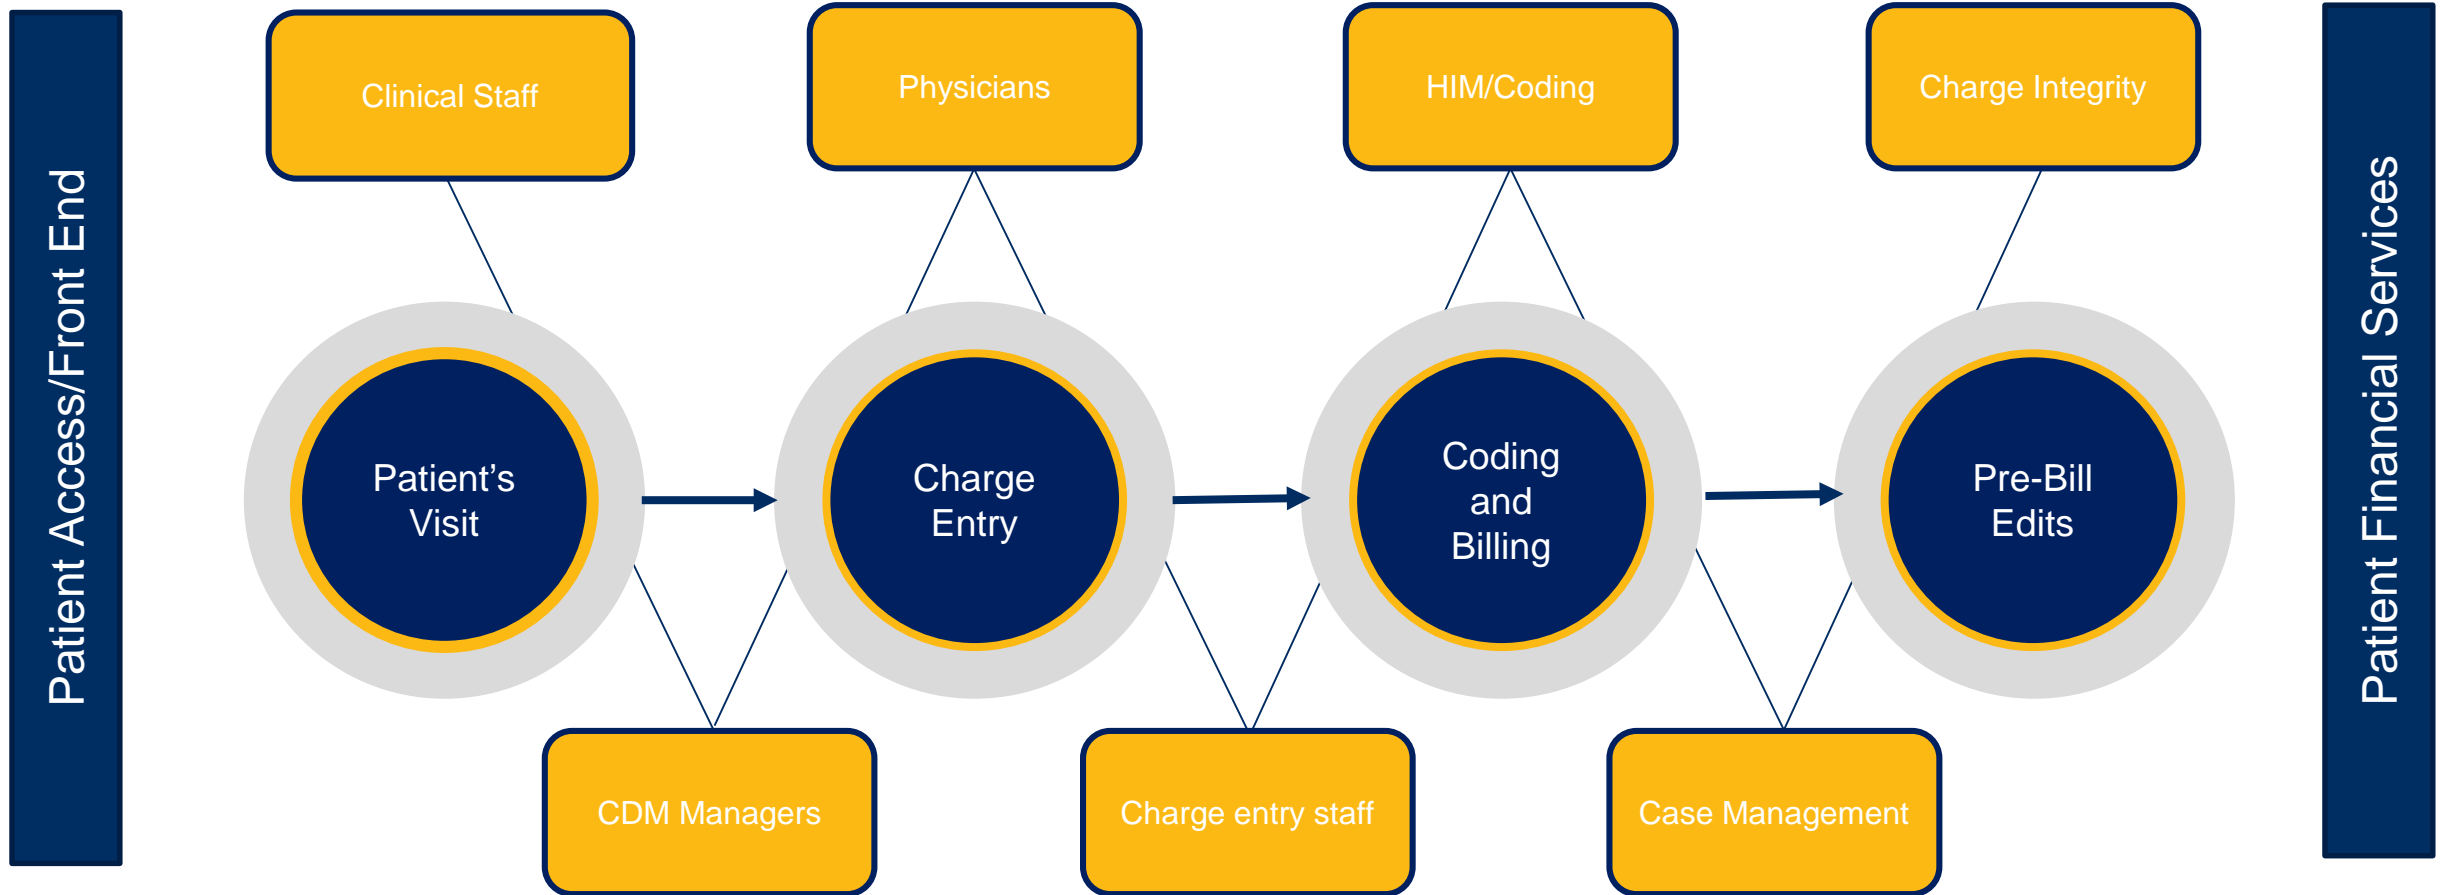 Patient Access/Front End
Clinical Staff
Physicians
HIM/Coding
Charge Integrity
Patient’s
Visit
Charge
Entry
Coding
and
Billing
Pre-Bill
Edits
CDM Managers
Charge entry staff
Case Management
Patient Financial Services